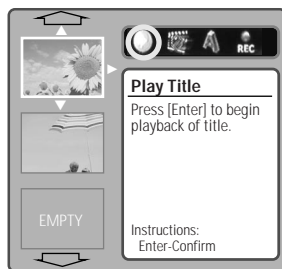 REC
Play Title
Press [Enter] to begin
playback of title.
EMPTY
Instructions:
Enter-Confirm